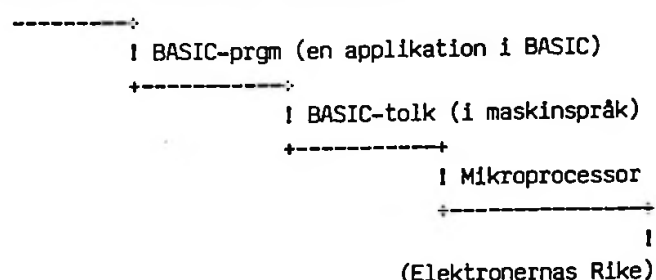 ----------+
! BASIC-prgm (en applikation i BASIC)
+-------------+
! BASIC-tolk (i maskinspråk)
+-------------+
! Mikroprocessor
+------------------+
!
(Elektronernas Rike)